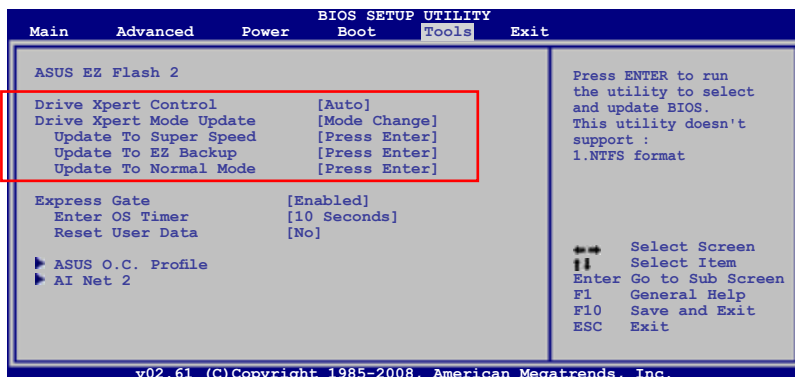 BIOS SETUP UTILITY
Main Advanced Power Boot Tools Exit
ASUS EZ Flash 2
Drive Xpert Control [Auto]
Drive Xpert Mode Update [Mode Change]
Update To Super Speed [Press Enter]
Update To EZ Backup [Press Enter]
Update To Normal Mode [Press Enter]
Express Gate [Enabled]
Enter OS Timer [10 Seconds]
Reset User Data [No]
ASUS O.C. Profile
AI Net 2
Press ENTER to run
the utility to select
and update BIOS.
This utility doesn't
support :
1.NTFS format
Select Screen
Select Item
Enter Go to Sub Screen
F1 General Help
F10 Save and Exit
ESC Exit
v02.61 (C)Copyright 1985-2008, American Megatrends, Inc.